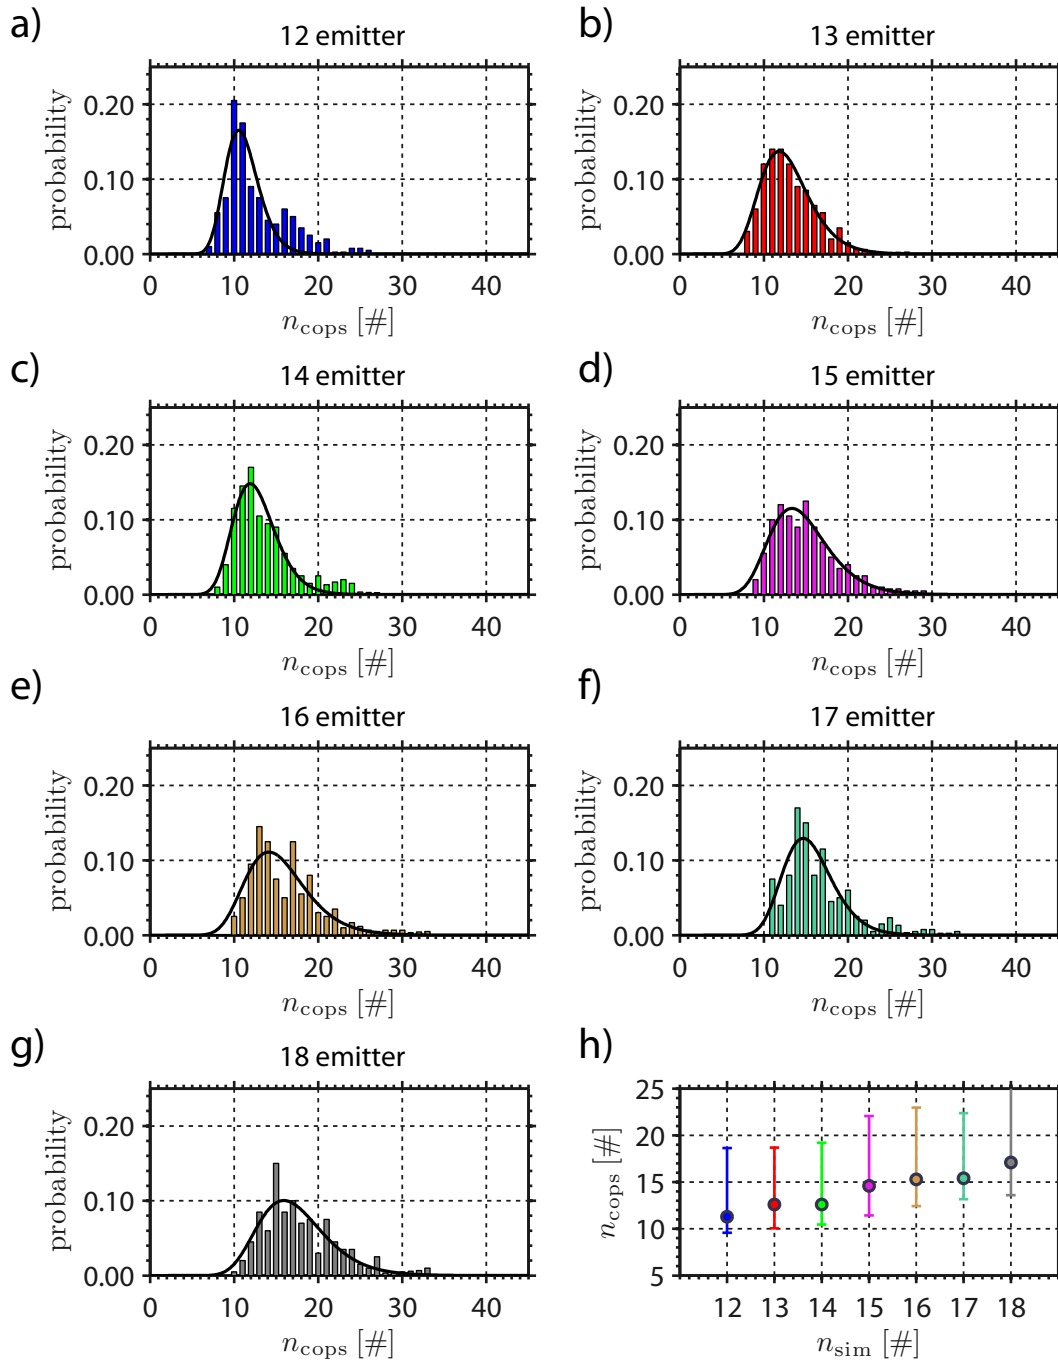 a)
12 emitter
probability
0.20
0.10
0.00
0 10 20 30 40
n_cops [#]
b)
13 emitter
probability
0.20
0.10
0.00
0 10 20 30 40
n_cops [#]
c)
14 emitter
probability
0.20
0.10
0.00
0 10 20 30 40
n_cops [#]
d)
15 emitter
probability
0.20
0.10
0.00
0 10 20 30 40
n_cops [#]
e)
16 emitter
probability
0.20
0.10
0.00
0 10 20 30 40
n_cops [#]
f)
17 emitter
probability
0.20
0.10
0.00
0 10 20 30 40
n_cops [#]
g)
18 emitter
probability
0.20
0.10
0.00
0 10 20 30 40
n_cops [#]
h)
n_cops [#]
25
20
15
10
5
12 13 14 15 16 17 18
n_sim [#]